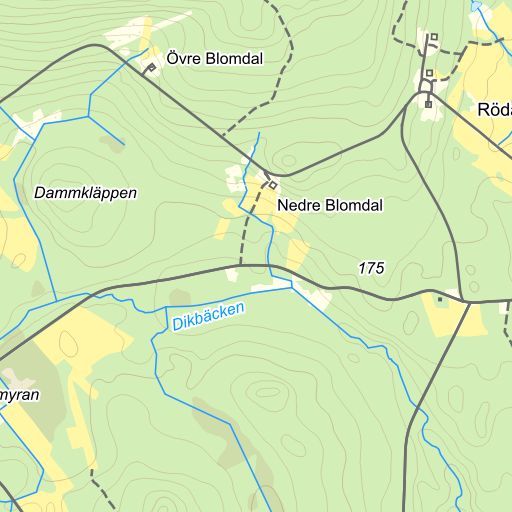 Övre Blomdal
Röda
Dammkläppen
Nedre Blomdal
175
Dikbäcken
myran